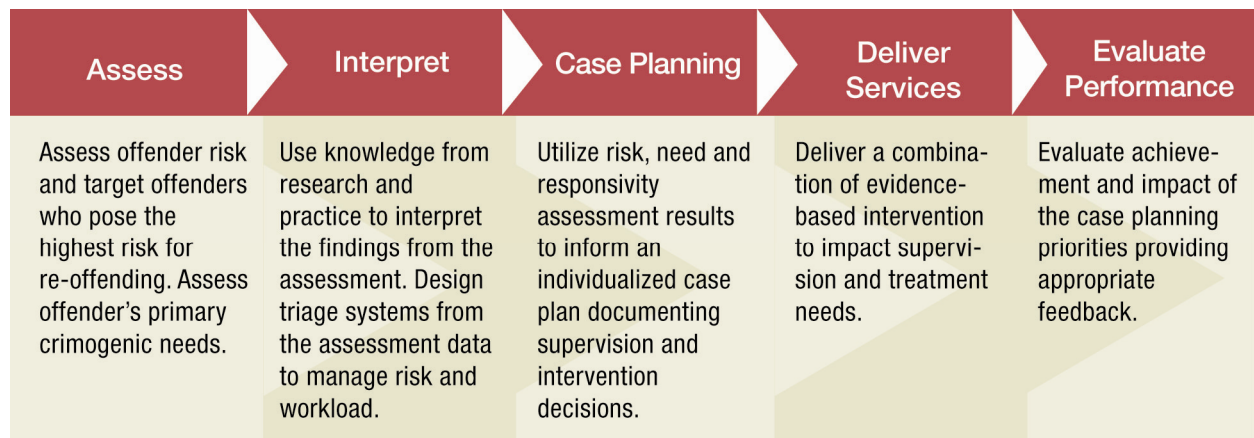 Assess
Interpret
Case Planning
Deliver
Services
Evaluate
Performance
Assess offender risk
and target offenders
who pose the
highest risk for
re-offending. Assess
offender's primary
crimogenic needs.
Use knowledge from
research and
practice to interpret
the findings from the
assessment. Design
triage systems from
the assessment data
to manage risk and
workload.
Utilize risk, need and
responsivity
assessment results
to inform an
individualized case
plan documenting
supervision and
intervention
decisions.
Deliver a combina-
tion of evidence-
based intervention
to impact supervi-
sion and treatment
needs.
Evaluate achieve-
ment and impact of
the case planning
priorities providing
appropriate
feedback.